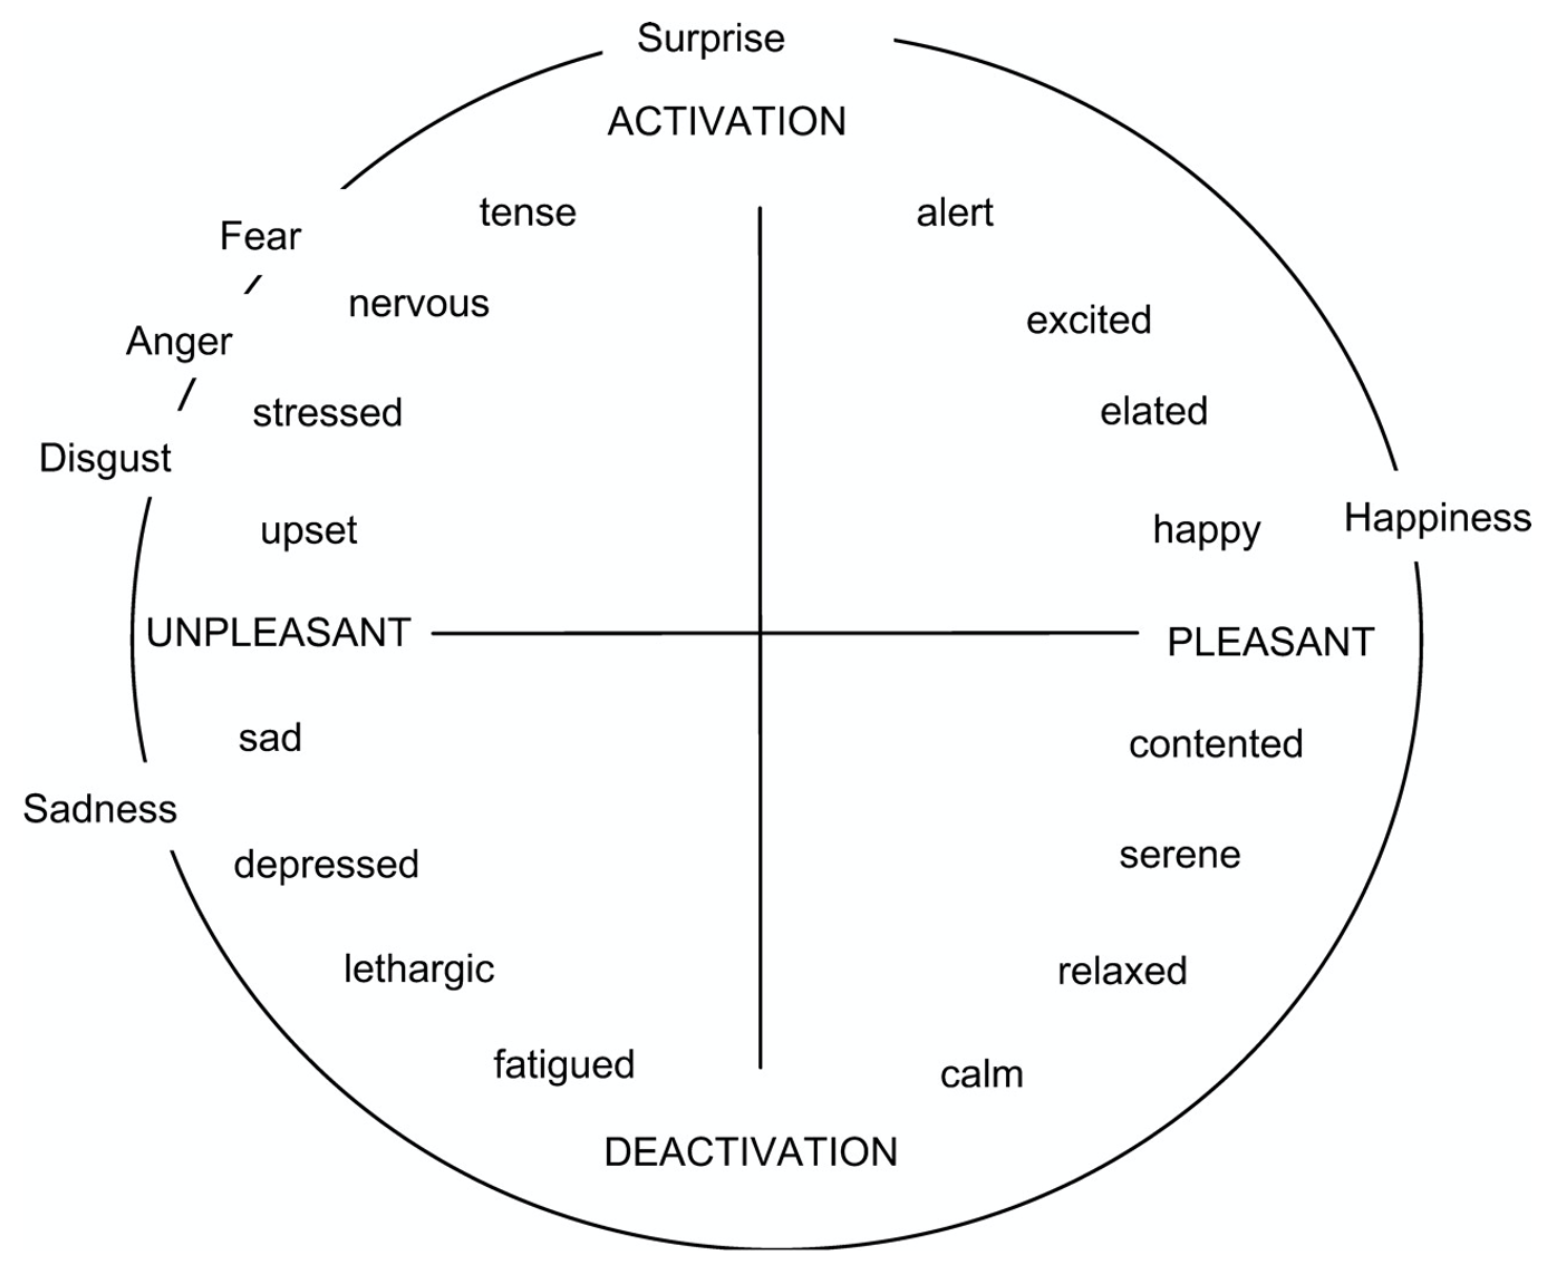 Surprise
ACTIVATION
tense
alert
Fear
nervous
excited
Anger
stressed
elated
Disgust
upset
happy
Happiness
UNPLEASANT
PLEASANT
sad
contented
Sadness
depressed
serene
lethargic
relaxed
fatigued
calm
DEACTIVATION